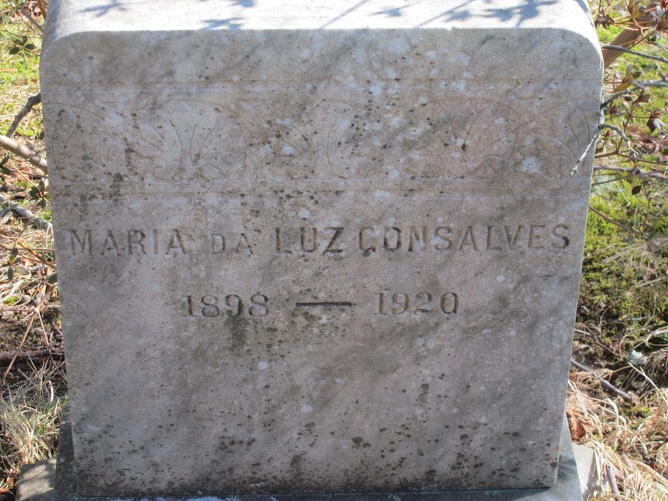 MARIA DA LUZ CONSALVES
1898 — 1920